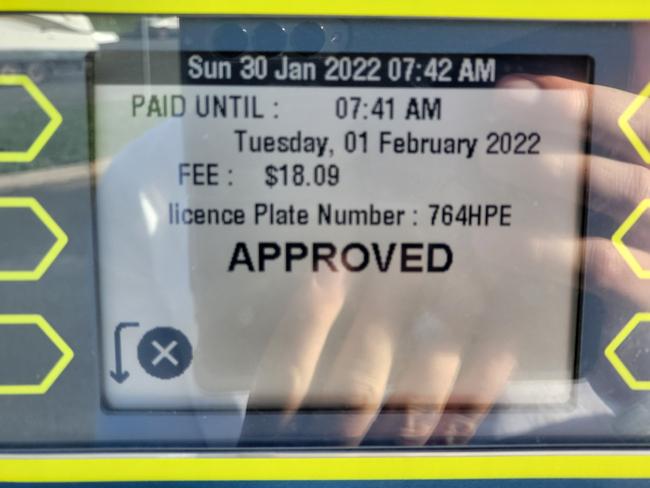 Sun 30 Jan 2022 07:42 AM
PAID UNTIL : 07:41 AM
Tuesday, 01 February 2022
FEE : $18.09
licence Plate Number : 764HPE
APPROVED